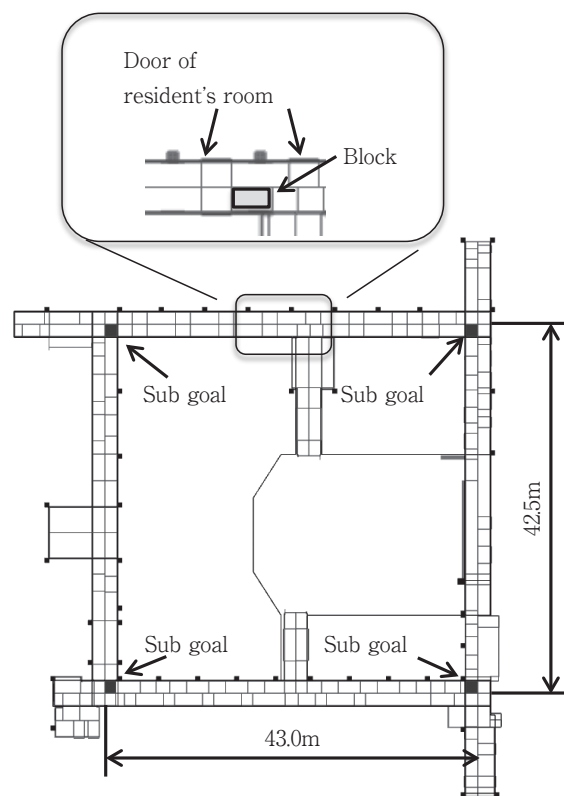 Door of
resident's room
Block
Sub goal
Sub goal
42.5m
Sub goal
Sub goal
43.0m